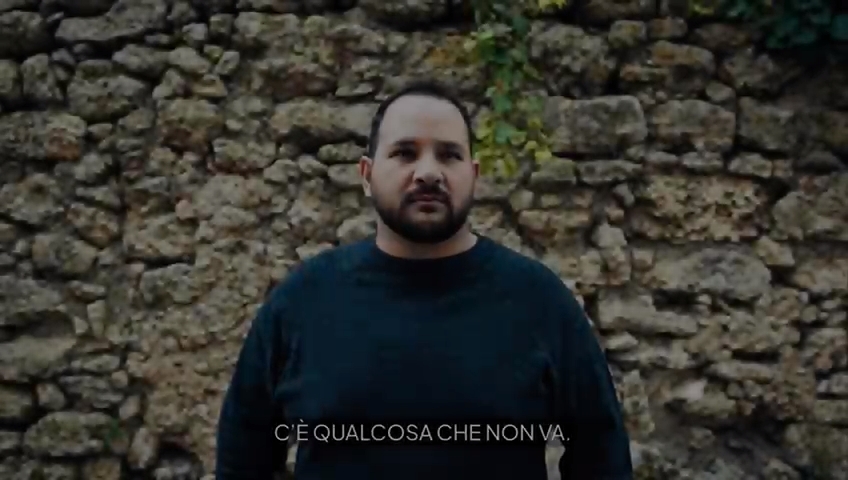 C'È QUALCOSA CHE NON VA.